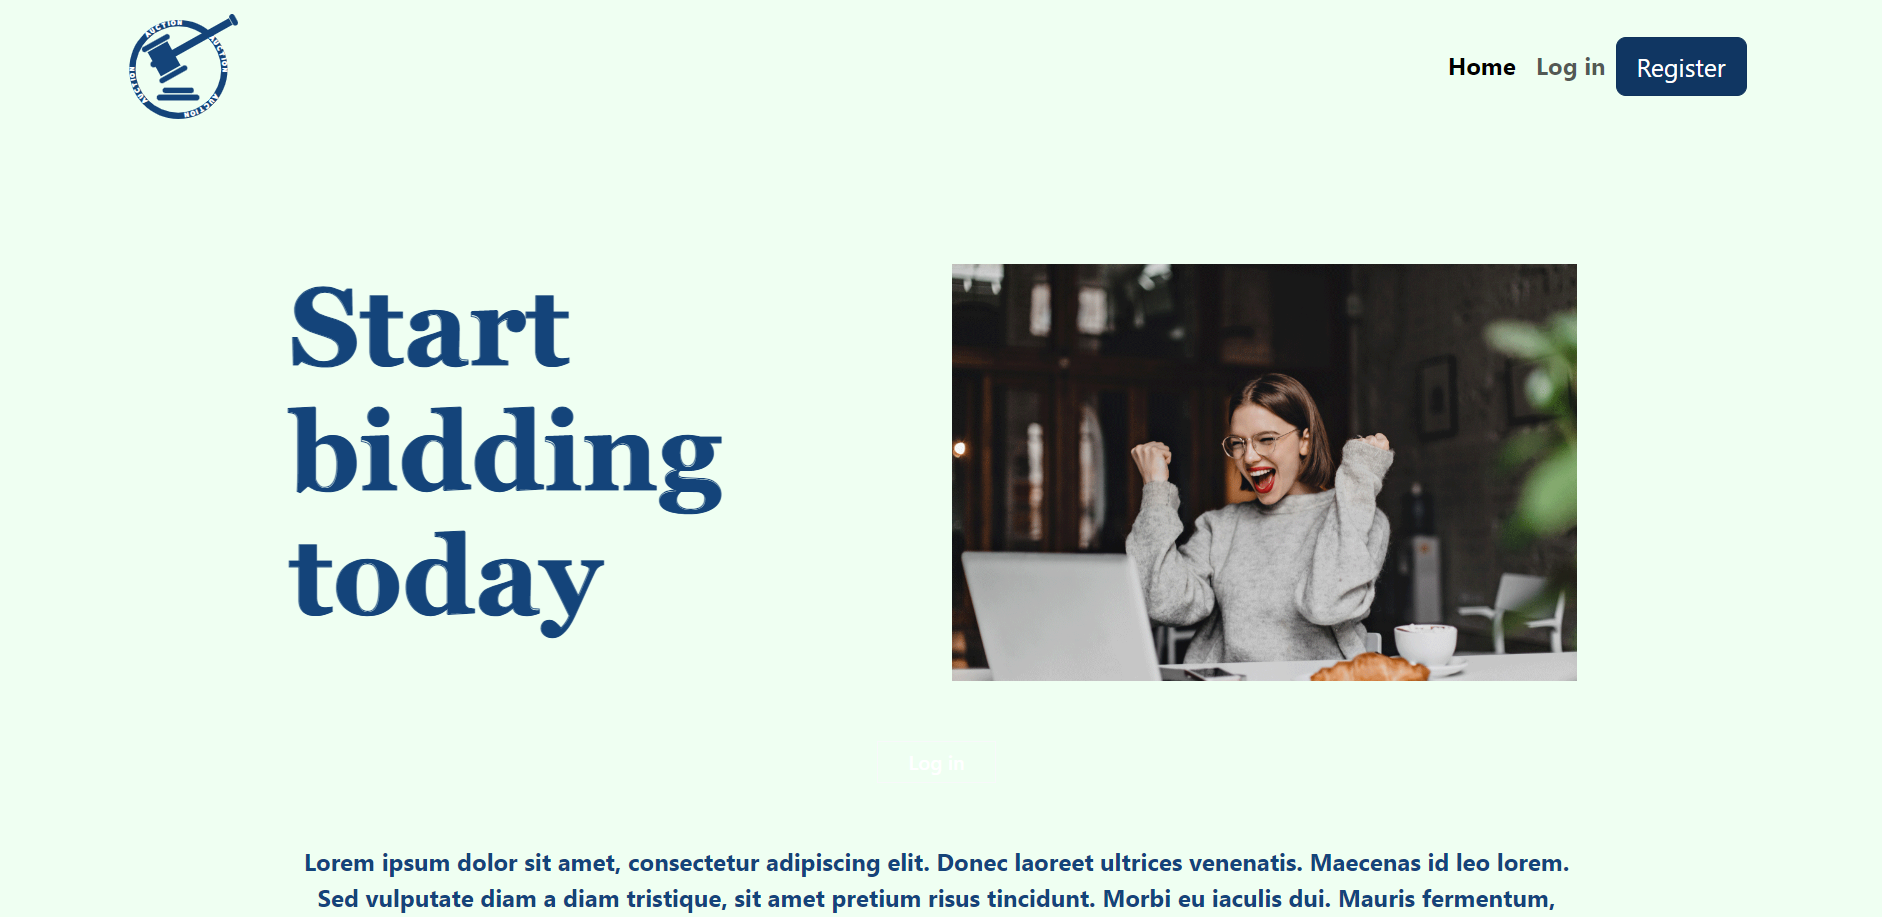 AUCTION
AUCTION
AUCTION
AUCTION
Home Log in Register
Start
bidding
today
Log in
Lorem ipsum dolor sit amet, consectetur adipiscing elit. Donec laoreet ultrices venenatis. Maecenas id leo lorem.
Sed vulputate diam a diam tristique, sit amet pretium risus tincidunt. Morbi eu iaculis dui. Mauris fermentum,